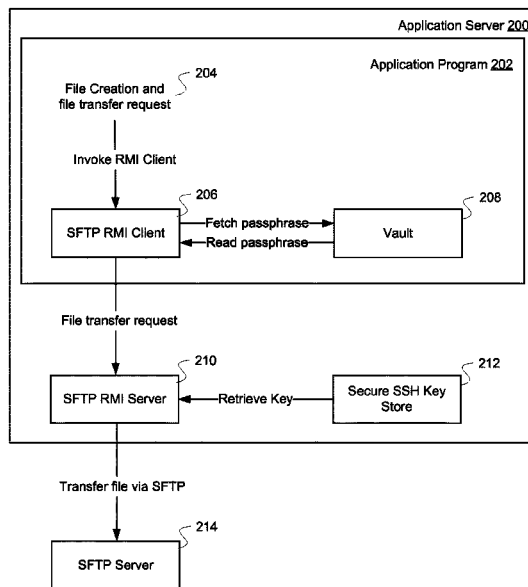 Application Server 200
Application Program 202
204
File Creation and
file transfer request
Invoke RMI Client
206
208
SFTP RMI Client
Fetch passphrase
Read passphrase
Vault
File transfer request
210
212
SFTP RMI Server
Retrieve Key
Secure SSH Key
Store
Transfer file via SFTP
214
SFTP Server